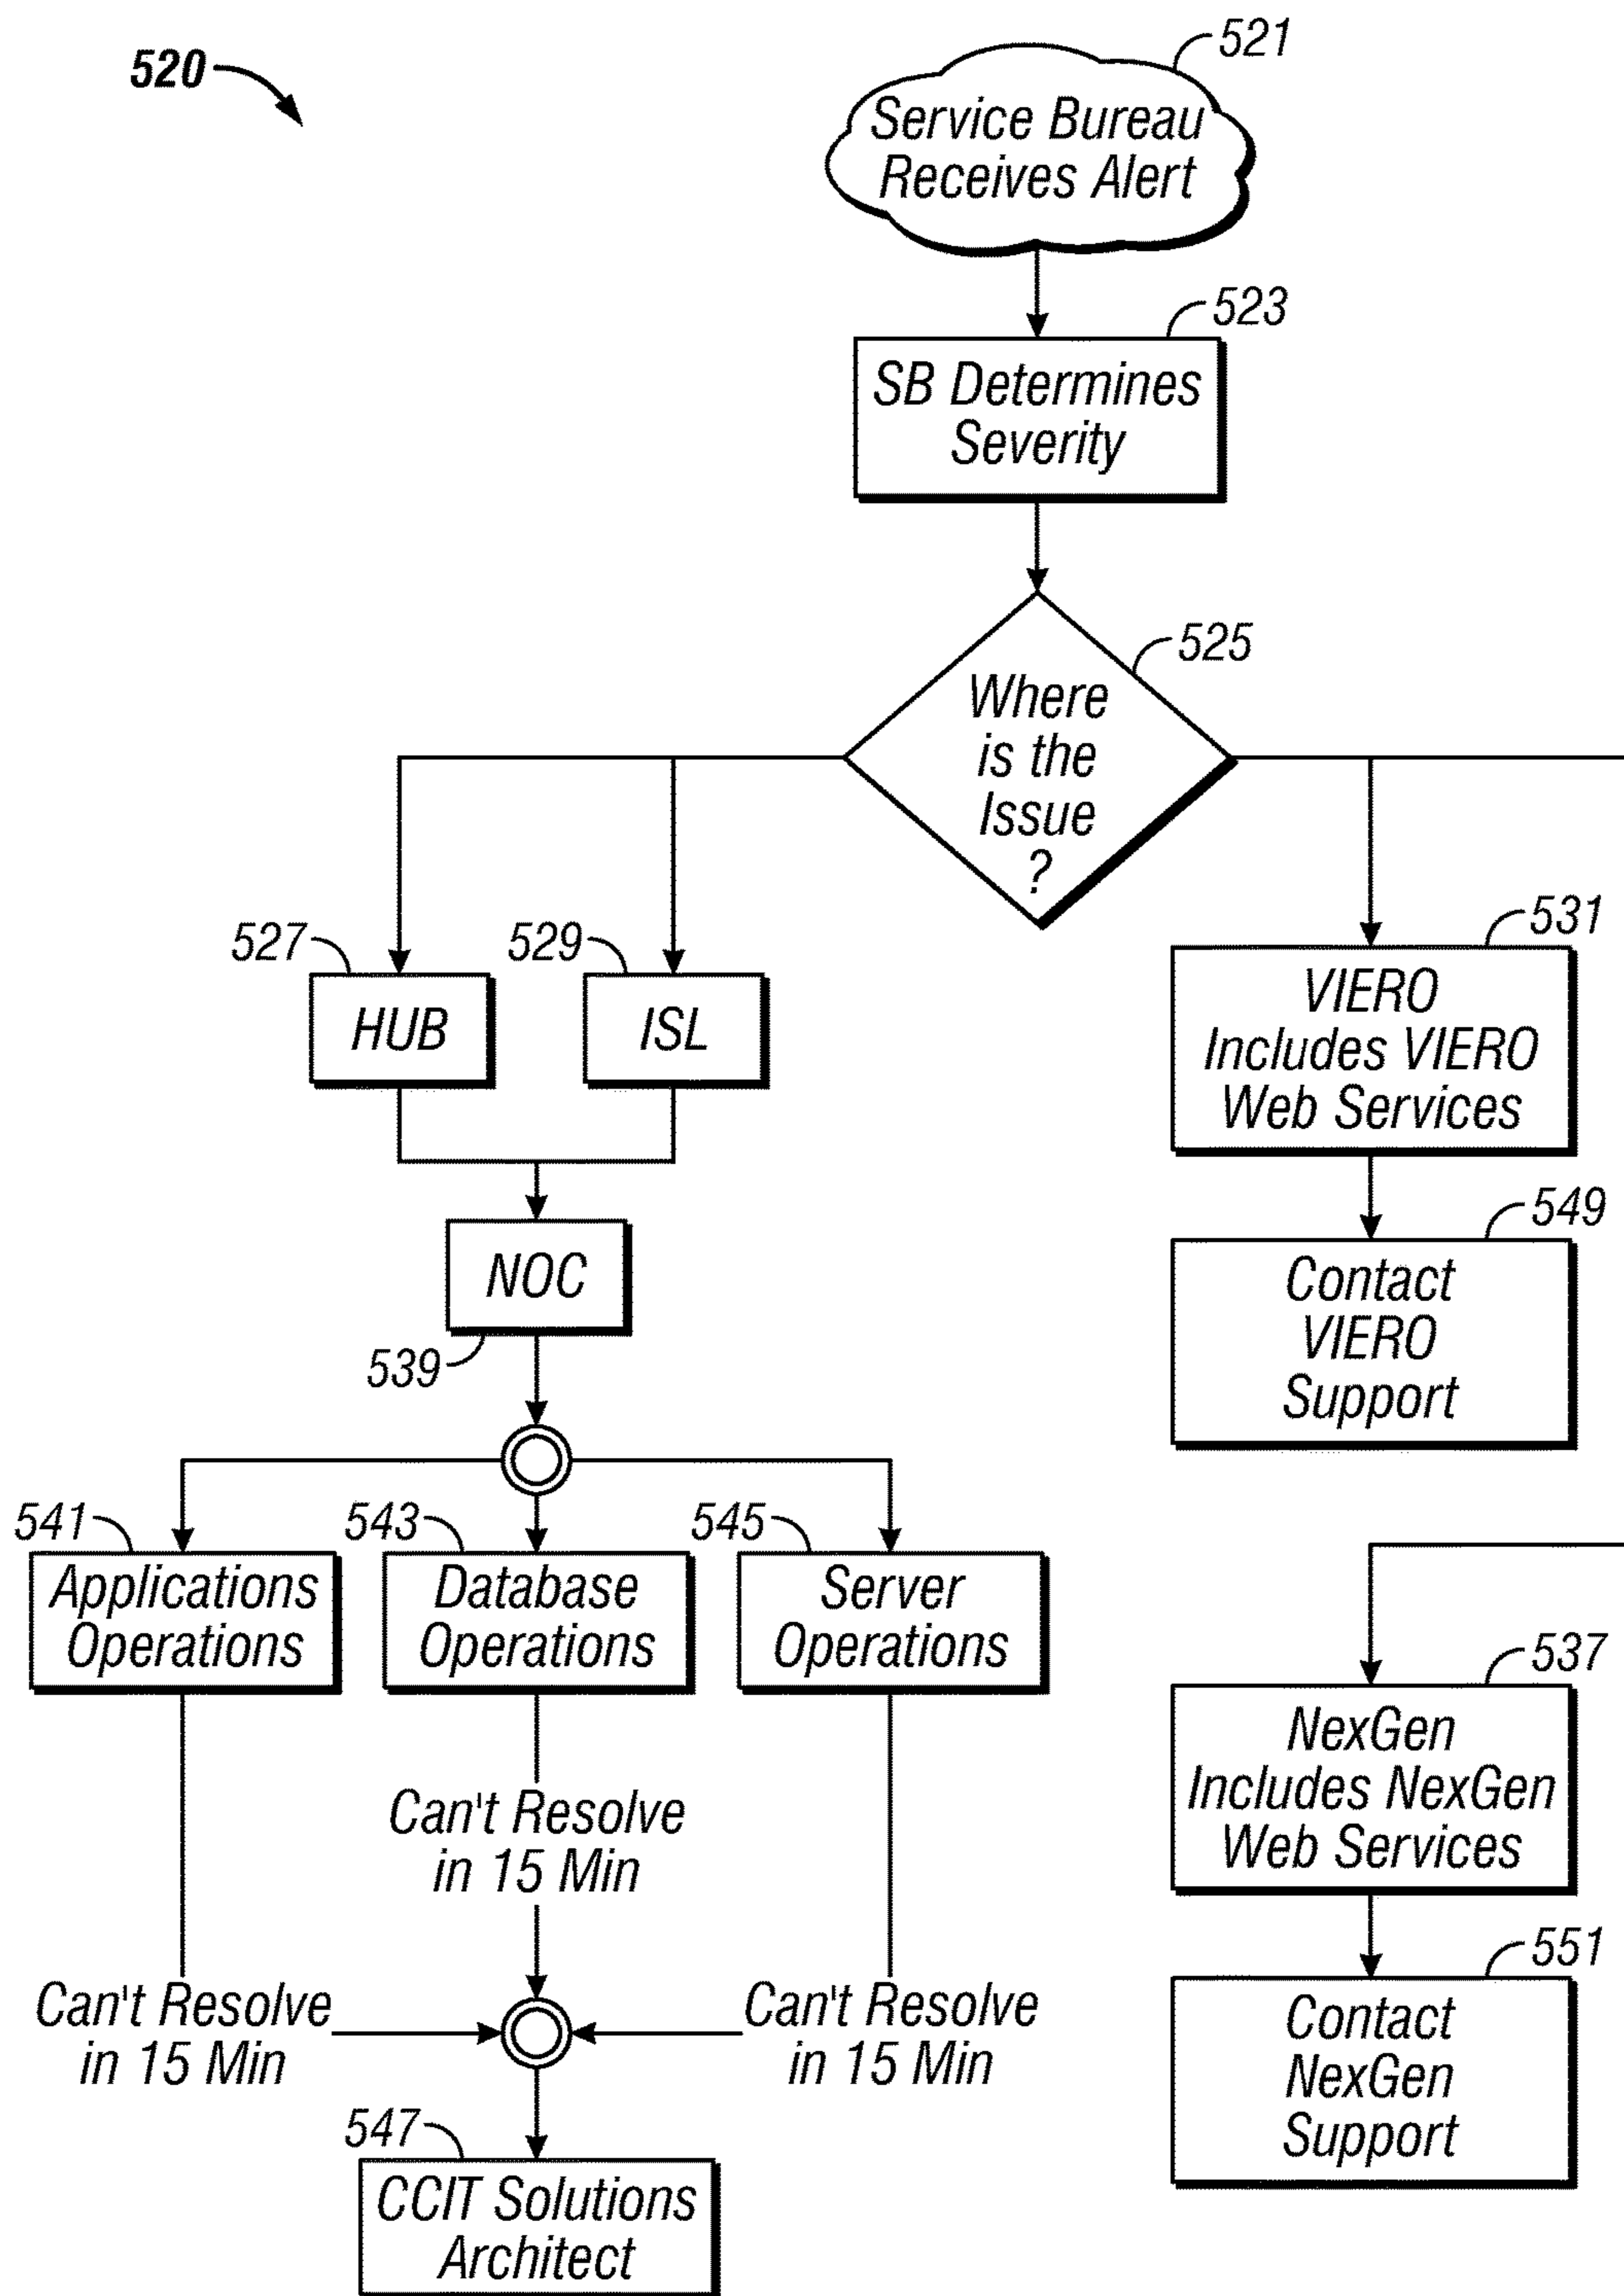 520
521
Service Bureau
Receives Alert
523
SB Determines
Severity
525
Where
is the
Issue
?
527
HUB
529
ISL
531
VIERO
Includes VIERO
Web Services
NOC
539
549
Contact
VIERO
Support
541
Applications
Operations
543
Database
Operations
545
Server
Operations
537
NexGen
Includes NexGen
Web Services
Can't Resolve
in 15 Min
Can't Resolve
in 15 Min
Can't Resolve
in 15 Min
551
Contact
NexGen
Support
547
CCIT Solutions
Architect